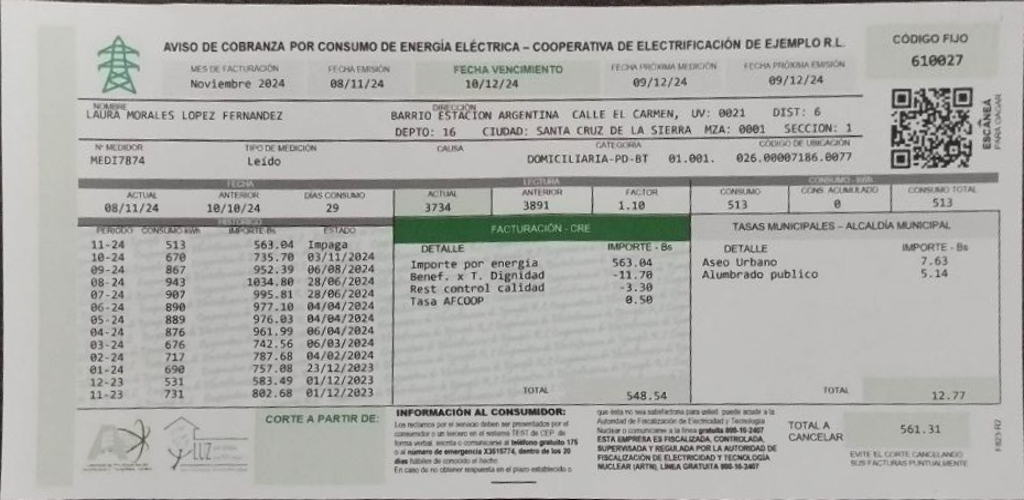 AVISO DE COBRANZA POR CONSUMO DE ENERGÍA ELÉCTRICA – COOPERATIVA DE ELECTRIFICACIÓN DE EJEMPLO R.L.
CÓDIGO FIJO
610027
MES DE FACTURACIÓN FECHA EMISIÓN FECHA VENCIMIENTO FECHA PRÓXIMA MEDICIÓN FECHA PRÓXIMA EMISIÓN
Noviembre 2024 08/11/24 10/12/24 09/12/24 09/12/24
NOMBRE DIRECCIÓN
LAURA MORALES LOPEZ FERNANDEZ BARRIO ESTACION ARGENTINA CALLE EL CARMEN, UV: 0021 DIST: 6
DEPTO: 16 CIUDAD: SANTA CRUZ DE LA SIERRA MZA: 0001 SECCION: 1
ESCANÉA PARA PAGAR
Nº MEDIDOR TIPO DE MEDICIÓN CAUSA CATEGORIA CÓDIGO DE UBICACIÓN
MEDI7874 Leído DOMICILIARIA-PD-BT 01.001. 026.00007186.0077
FECHA LECTURA CONSUMO - kWh
ACTUAL ANTERIOR DÍAS CONSUMO ACTUAL ANTERIOR FACTOR CONSUMO CONS. ACUMULADO CONSUMO TOTAL
08/11/24 10/10/24 29 3734 3891 1.10 513 0 513
HISTORICO
PERIODO CONSUMO kWh IMPORTE-Bs ESTADO
11-24 513 563.04 Impaga
10-24 670 735.70 03/11/2024
09-24 867 952.39 06/08/2024
08-24 943 1034.80 28/06/2024
07-24 907 995.81 28/06/2024
06-24 890 977.10 04/04/2024
05-24 889 976.03 04/04/2024
04-24 876 961.99 06/04/2024
03-24 676 742.56 06/03/2024
02-24 717 787.68 04/02/2024
01-24 690 757.08 23/12/2023
12-23 531 583.49 01/12/2023
11-23 731 802.68 01/12/2023
FACTURACIÓN - CRE
DETALLE IMPORTE - Bs
Importe por energía 563.04
Benef. x T. Dignidad -11.70
Rest control calidad -3.30
Tasa AFCOOP 0.50
TOTAL 548.54
TASAS MUNICIPALES – ALCALDÍA MUNICIPAL
DETALLE IMPORTE - Bs
Aseo Urbano 7.63
Alumbrado publico 5.14
TOTAL 12.77
LUZ
CORTE A PARTIR DE:
INFORMACIÓN AL CONSUMIDOR:
Los reclamos por el servicio deben ser presentados por el
consumidor o un tercero en el sistema TEST de CEP de
forma verbal, escrita o comunicarse al teléfono gratuito 175
o al número de emergencia X3515774, dentro de los 20
días hábiles de conocido el hecho.
En caso de no obtener respuesta en el plazo establecido o
que ésta no sea satisfactoria para usted, puede acudir a la
Autoridad de Fiscalización de Electricidad y Tecnología
Nuclear o comunicarse a la línea gratuita 800-10-2407
ESTA EMPRESA ES FISCALIZADA, CONTROLADA,
SUPERVISADA Y REGULADA POR LA AUTORIDAD DE
FISCALIZACIÓN DE ELECTRICIDAD Y TECNOLOGÍA
NUCLEAR (AETN), LÍNEA GRATUITA 800-10-2407
TOTAL A
CANCELAR
561.31
EVITE EL CORTE CANCELANDO
SUS FACTURAS PUNTUALMENTE